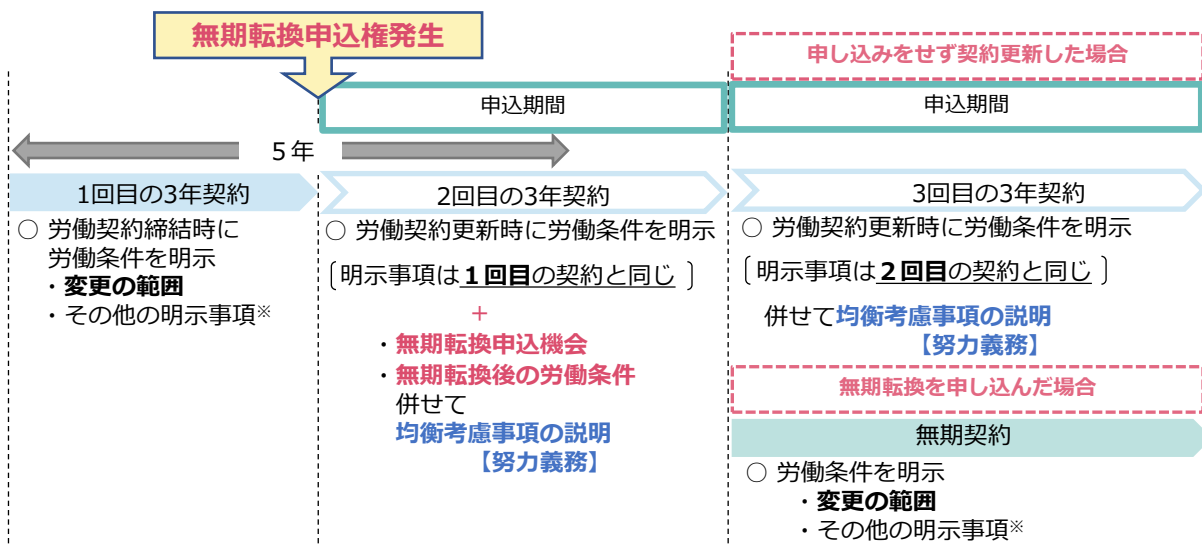 無期転換申込権発生
申し込みをせず契約更新した場合
申込期間
申込期間
5年
1回目の3年契約
○ 労働契約締結時に
労働条件を明示
・変更の範囲
・その他の明示事項※
2回目の3年契約
○ 労働契約更新時に労働条件を明示
〔明示事項は1回目の契約と同じ〕
+
・無期転換申込機会
・無期転換後の労働条件
併せて
均衡考慮事項の説明
【努力義務】
3回目の3年契約
○ 労働契約更新時に労働条件を明示
〔明示事項は2回目の契約と同じ〕
併せて均衡考慮事項の説明
【努力義務】
無期転換を申し込んだ場合
無期契約
○ 労働条件を明示
・変更の範囲
・その他の明示事項※